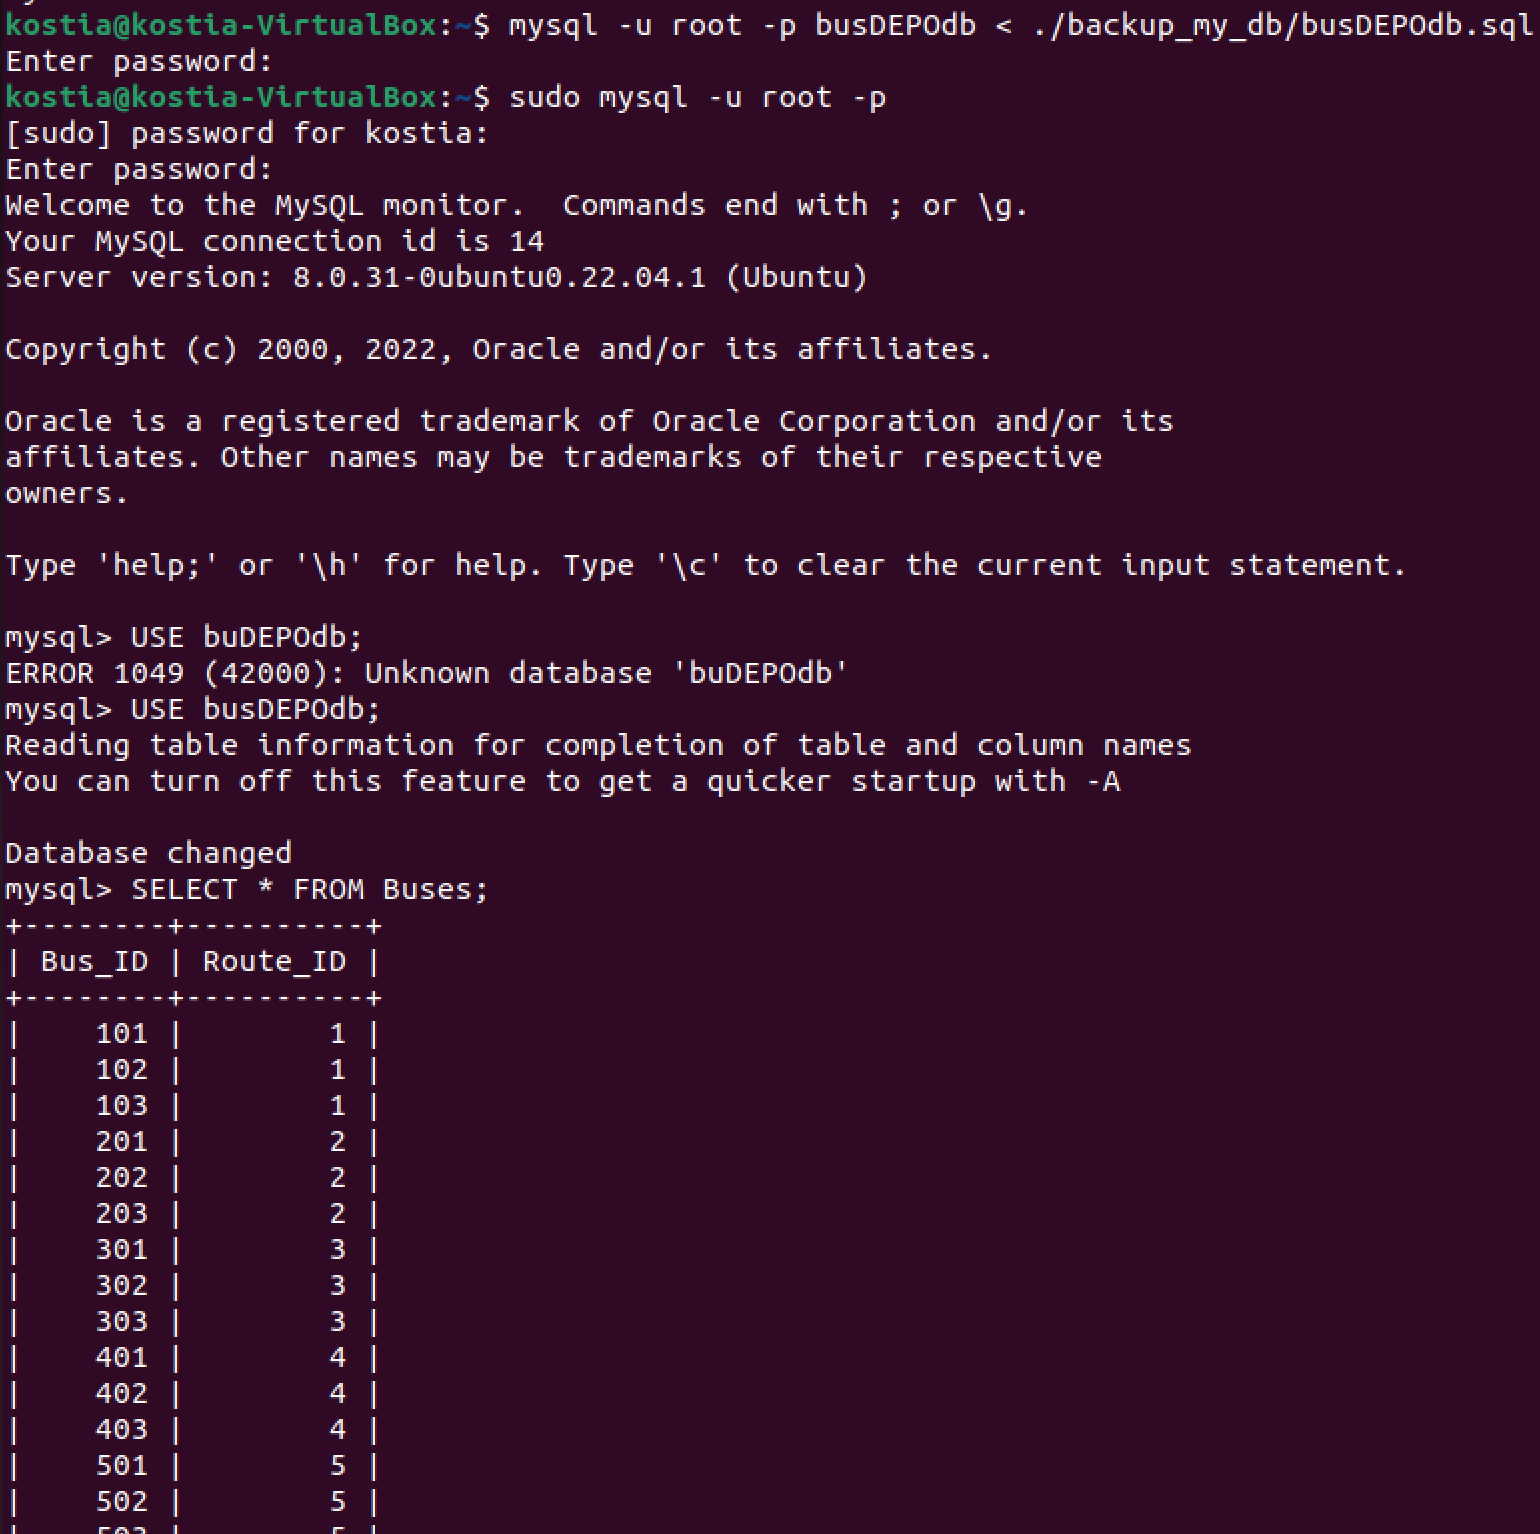 kostia@kostia-VirtualBox:~$ mysql -u root -p busDEPOdb < ./backup_my_db/busDEPOdb.sql
Enter password:
kostia@kostia-VirtualBox:~$ sudo mysql -u root -p
[sudo] password for kostia:
Enter password:
Welcome to the MySQL monitor.  Commands end with ; or \g.
Your MySQL connection id is 14
Server version: 8.0.31-0ubuntu0.22.04.1 (Ubuntu)

Copyright (c) 2000, 2022, Oracle and/or its affiliates.

Oracle is a registered trademark of Oracle Corporation and/or its
affiliates. Other names may be trademarks of their respective
owners.

Type 'help;' or '\h' for help. Type '\c' to clear the current input statement.

mysql> USE buDEPOdb;
ERROR 1049 (42000): Unknown database 'buDEPOdb'
mysql> USE busDEPOdb;
Reading table information for completion of table and column names
You can turn off this feature to get a quicker startup with -A

Database changed
mysql> SELECT * FROM Buses;
+--------+----------+
| Bus_ID | Route_ID |
+--------+----------+
|    101 |        1 |
|    102 |        1 |
|    103 |        1 |
|    201 |        2 |
|    202 |        2 |
|    203 |        2 |
|    301 |        3 |
|    302 |        3 |
|    303 |        3 |
|    401 |        4 |
|    402 |        4 |
|    403 |        4 |
|    501 |        5 |
|    502 |        5 |